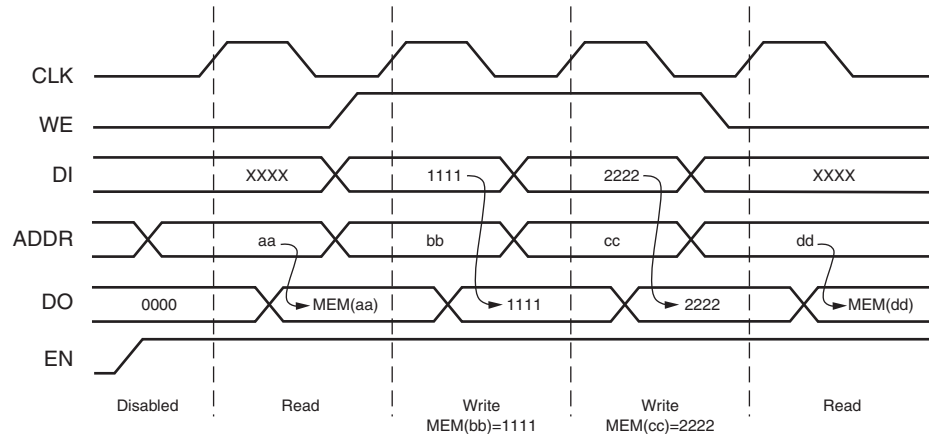 CLK
WE
DI XXXX 1111 2222 XXXX
ADDR aa bb cc dd
DO 0000 MEM(aa) 1111 2222 MEM(dd)
EN
Disabled Read Write Write Read
MEM(bb)=1111 MEM(cc)=2222